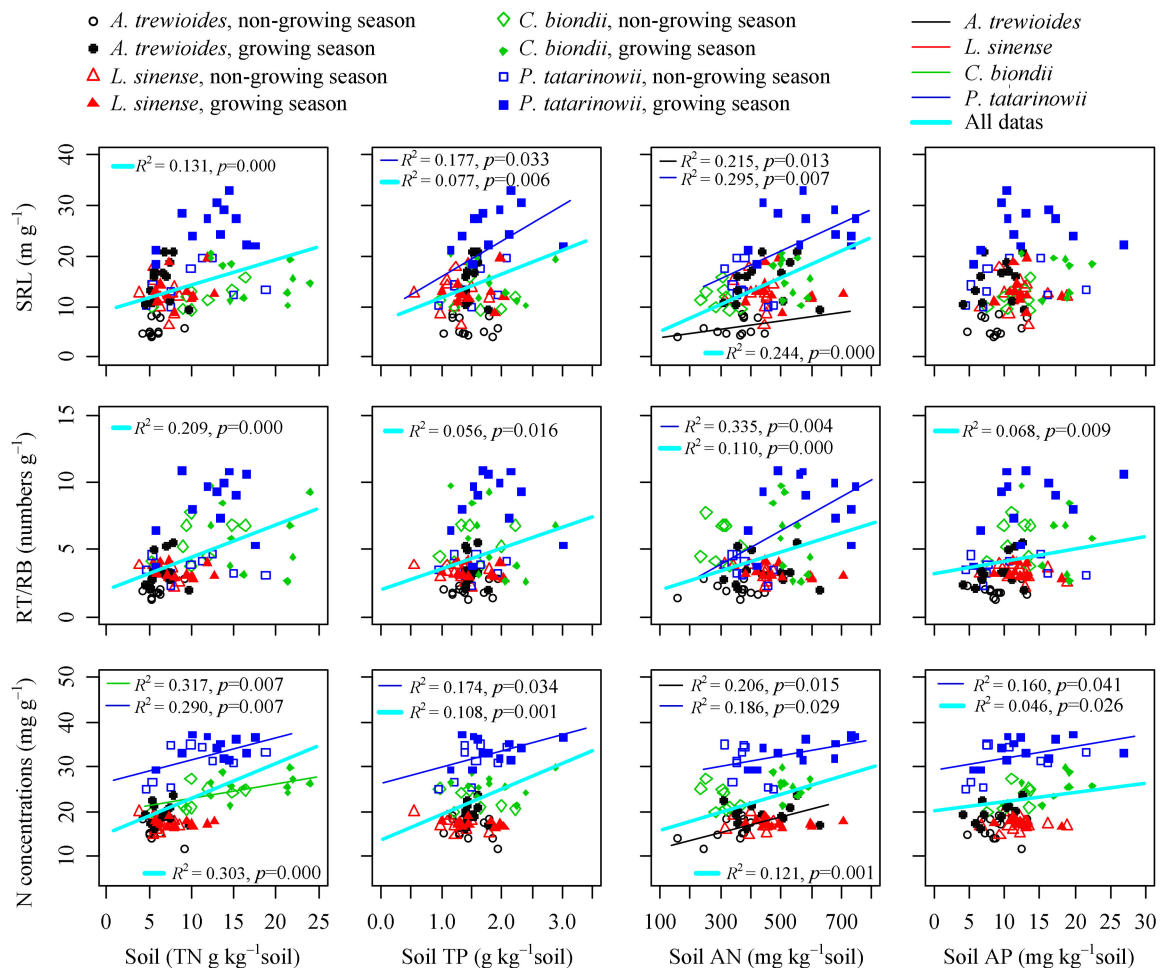 A. trewioides, non-growing season
A. trewioides, growing season
L. sinense, non-growing season
L. sinense, growing season
C. biondii, non-growing season
C. biondii, growing season
P. tatarinowii, non-growing season
P. tatarinowii, growing season
A. trewioides
L. sinense
C. biondii
P. tatarinowii
All datas
SRL (m g⁻¹)
40
30
20
10
0
R² = 0.131, p=0.000
R² = 0.177, p=0.033
R² = 0.077, p=0.006
R² = 0.215, p=0.013
R² = 0.295, p=0.007
R² = 0.244, p=0.000
RT/RB (numbers g⁻¹)
15
10
5
0
R² = 0.209, p=0.000
R² = 0.056, p=0.016
R² = 0.335, p=0.004
R² = 0.110, p=0.000
R² = 0.068, p=0.009
N concentrations (mg g⁻¹)
50
40
30
20
10
R² = 0.317, p=0.007
R² = 0.290, p=0.007
R² = 0.303, p=0.000
R² = 0.174, p=0.034
R² = 0.108, p=0.001
R² = 0.206, p=0.015
R² = 0.186, p=0.029
R² = 0.121, p=0.001
R² = 0.160, p=0.041
R² = 0.046, p=0.026
0 5 10 15 20 25
0.0 1.0 2.0 3.0
100 300 500 700
0 5 10 15 20 25 30
Soil (TN g kg⁻¹soil)
Soil TP (g kg⁻¹soil)
Soil AN (mg kg⁻¹soil)
Soil AP (mg kg⁻¹soil)